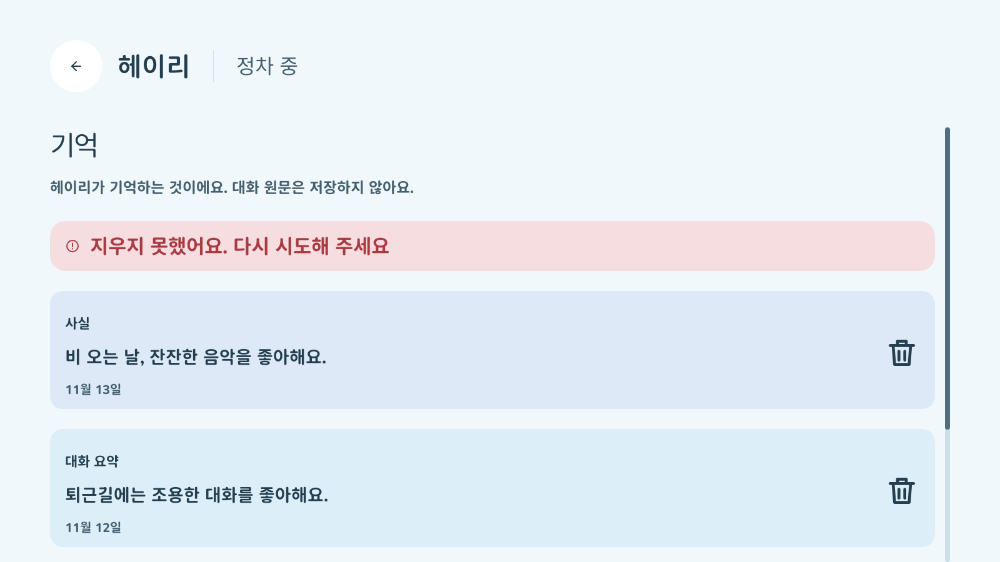 헤이리
정차 중
기억
헤이리가 기억하는 것이에요. 대화 원문은 저장하지 않아요.
지우지 못했어요. 다시 시도해 주세요
사실
비 오는 날, 잔잔한 음악을 좋아해요.
11월 13일
대화 요약
퇴근길에는 조용한 대화를 좋아해요.
11월 12일